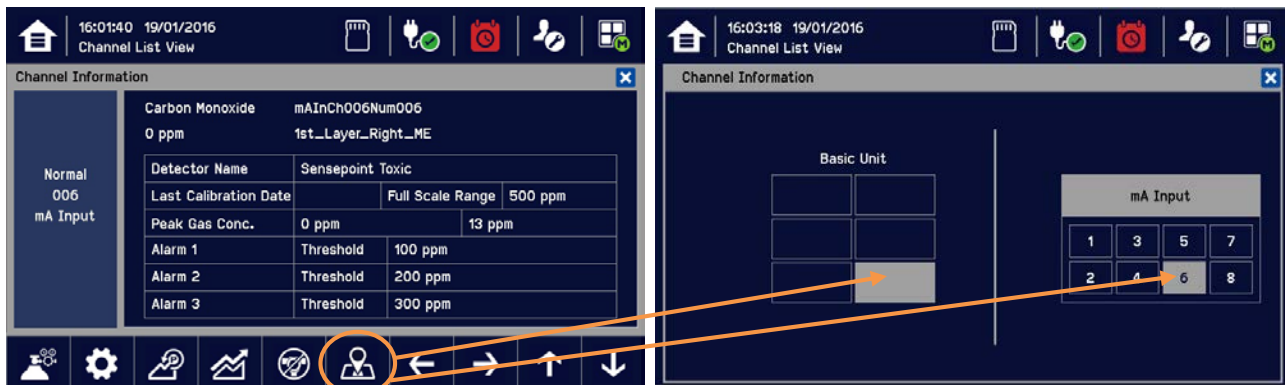 16:01:40 19/01/2016
Channel List View
M
Channel Information
Normal
006
mA Input
Carbon Monoxide mAInCh006Num006
0 ppm 1st_Layer_Right_ME
Detector Name Sensepoint Toxic
Last Calibration Date Full Scale Range 500 ppm
Peak Gas Conc. 0 ppm 13 ppm
Alarm 1 Threshold 100 ppm
Alarm 2 Threshold 200 ppm
Alarm 3 Threshold 300 ppm
16:03:18 19/01/2016
Channel List View
M
Channel Information
Basic Unit
mA Input
1 3 5 7
2 4 6 8